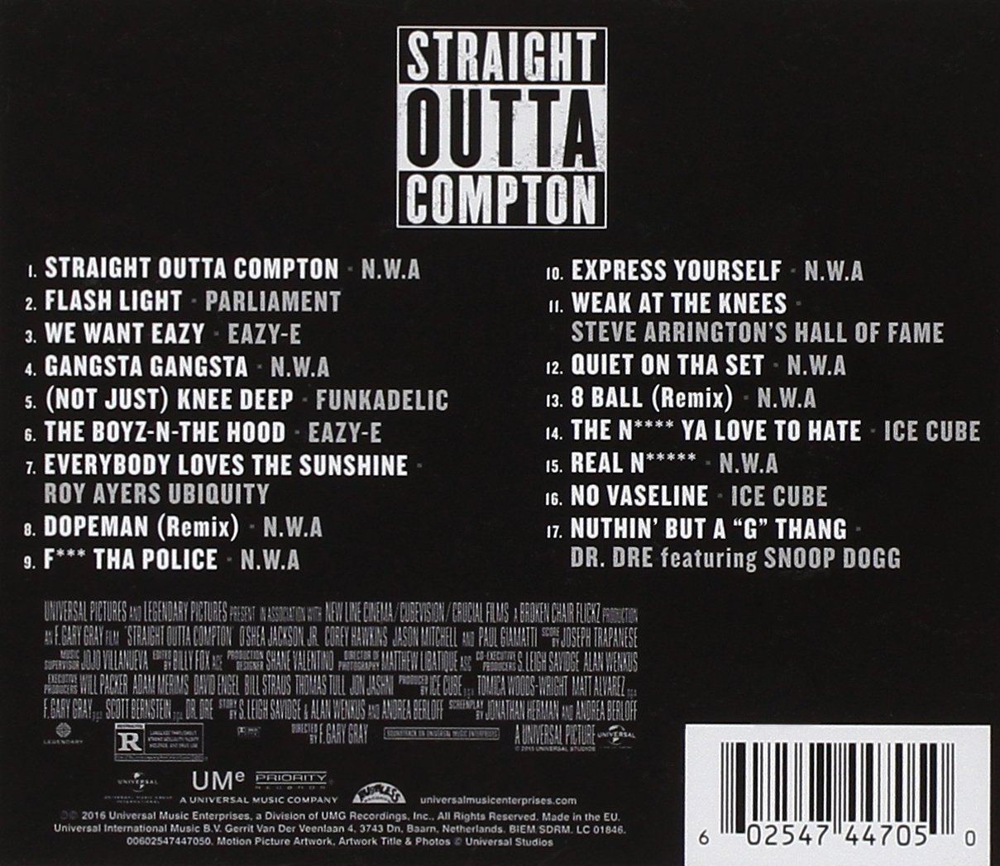 STRAIGHT
OUTTA
COMPTON
1. STRAIGHT OUTTA COMPTON · N.W.A
2. FLASH LIGHT · PARLIAMENT
3. WE WANT EAZY · EAZY-E
4. GANGSTA GANGSTA · N.W.A
5. (NOT JUST) KNEE DEEP · FUNKADELIC
6. THE BOYZ-N-THE HOOD · EAZY-E
7. EVERYBODY LOVES THE SUNSHINE ·
ROY AYERS UBIQUITY
8. DOPEMAN (Remix) · N.W.A
9. F*** THA POLICE · N.W.A
10. EXPRESS YOURSELF · N.W.A
11. WEAK AT THE KNEES ·
STEVE ARRINGTON'S HALL OF FAME
12. QUIET ON THA SET · N.W.A
13. 8 BALL (Remix) · N.W.A
14. THE N**** YA LOVE TO HATE · ICE CUBE
15. REAL N***** · N.W.A
16. NO VASELINE · ICE CUBE
17. NUTHIN' BUT A "G" THANG ·
DR. DRE featuring SNOOP DOGG
UNIVERSAL PICTURES AND LEGENDARY PICTURES PRESENT IN ASSOCIATION WITH NEW LINE CINEMA / CUBEVISION / CRUCIAL FILMS A BROKEN CHAIR FLICKZ PRODUCTION
AN F. GARY GRAY FILM "STRAIGHT OUTTA COMPTON" O'SHEA JACKSON, JR. COREY HAWKINS JASON MITCHELL AND PAUL GIAMATTI SCORE BY JOSEPH TRAPANESE
MUSIC SUPERVISOR JOJO VILLANUEVA EDITED BY BILLY FOX ACE PRODUCTION DESIGNER SHANE VALENTINO DIRECTOR OF PHOTOGRAPHY MATTHEW LIBATIQUE ASC CO-EXECUTIVE PRODUCERS S. LEIGH SAVIDGE ALAN WENKUS
EXECUTIVE PRODUCERS WILL PACKER ADAM MERIMS DAVID ENGEL BILL STRAUS THOMAS TULL JON JASHNI PRODUCED BY ICE CUBE p.g.a. TOMICA WOODS-WRIGHT MATT ALVAREZ p.g.a.
F. GARY GRAY p.g.a. SCOTT BERNSTEIN p.g.a. DR. DRE STORY BY S. LEIGH SAVIDGE & ALAN WENKUS AND ANDREA BERLOFF SCREENPLAY BY JONATHAN HERMAN AND ANDREA BERLOFF
LEGENDARY
R
DIRECTED BY F. GARY GRAY
SOUNDTRACK ON UNIVERSAL MUSIC ENTERPRISES
A UNIVERSAL PICTURE
UNIVERSAL
© 2015 UNIVERSAL STUDIOS
UNIVERSAL
UNIVERSAL MUSIC GROUP
INTERNATIONAL
UMe
PRIORITY
RECORDS
A UNIVERSAL MUSIC COMPANY
RUTHLESS
RECORDS
universalmusicenterprises.com
℗© 2016 Universal Music Enterprises, a Division of UMG Recordings, Inc., All Rights Reserved. Made in the EU.
Universal International Music B.V. Gerrit Van Der Veenlaan 4, 3743 Dn, Baarn, Netherlands. BIEM/SDRM. LC 01846.
00602547447050. Motion Picture Artwork, Artwork Title & Photos © Universal Studios
6 02547 44705 0